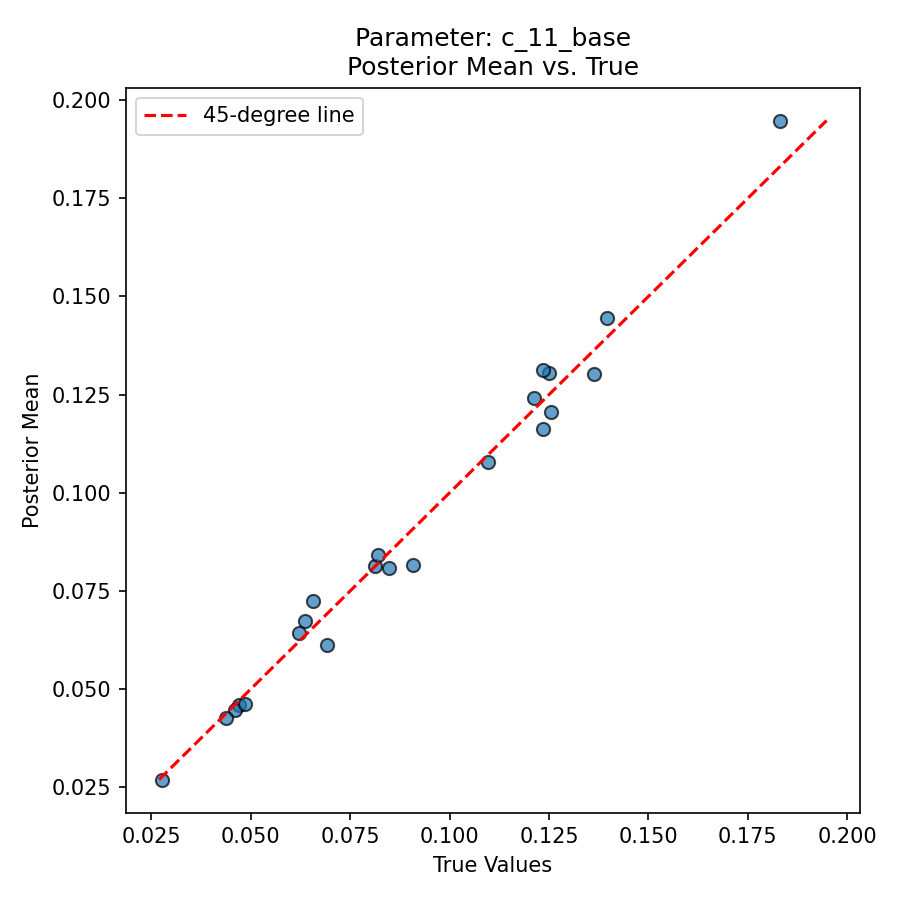 Parameter: c_11_base
Posterior Mean vs. True
45-degree line
0.200
0.175
0.150
0.125
0.100
0.075
0.050
0.025
Posterior Mean
0.025 0.050 0.075 0.100 0.125 0.150 0.175 0.200
True Values